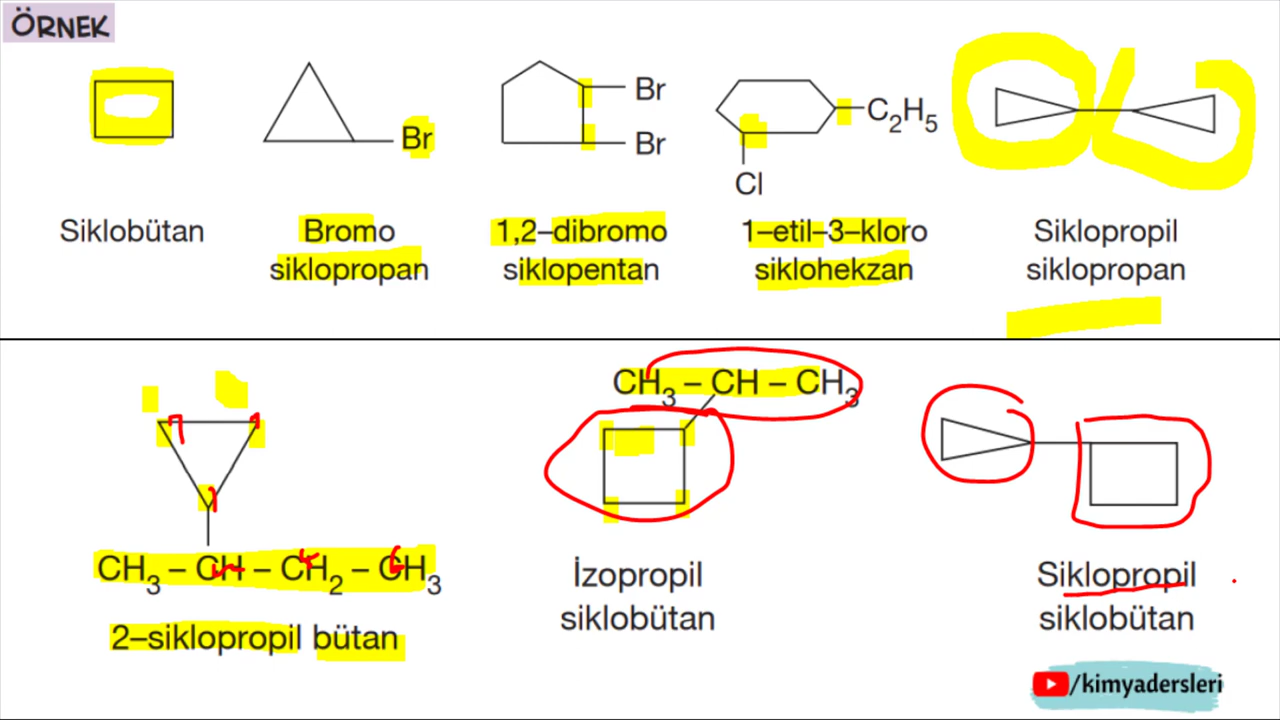 ÖRNEK
Br
Br
Br
C2H5
Cl
Siklobütan
Bromo
siklopropan
1,2–dibromo
siklopentan
1–etil–3–kloro
siklohekzan
Siklopropil
siklopropan
CH3 – CH – CH2 – CH3
2–siklopropil bütan
CH3 – CH – CH3
İzopropil
siklobütan
Siklopropil
siklobütan
/kimyadersleri